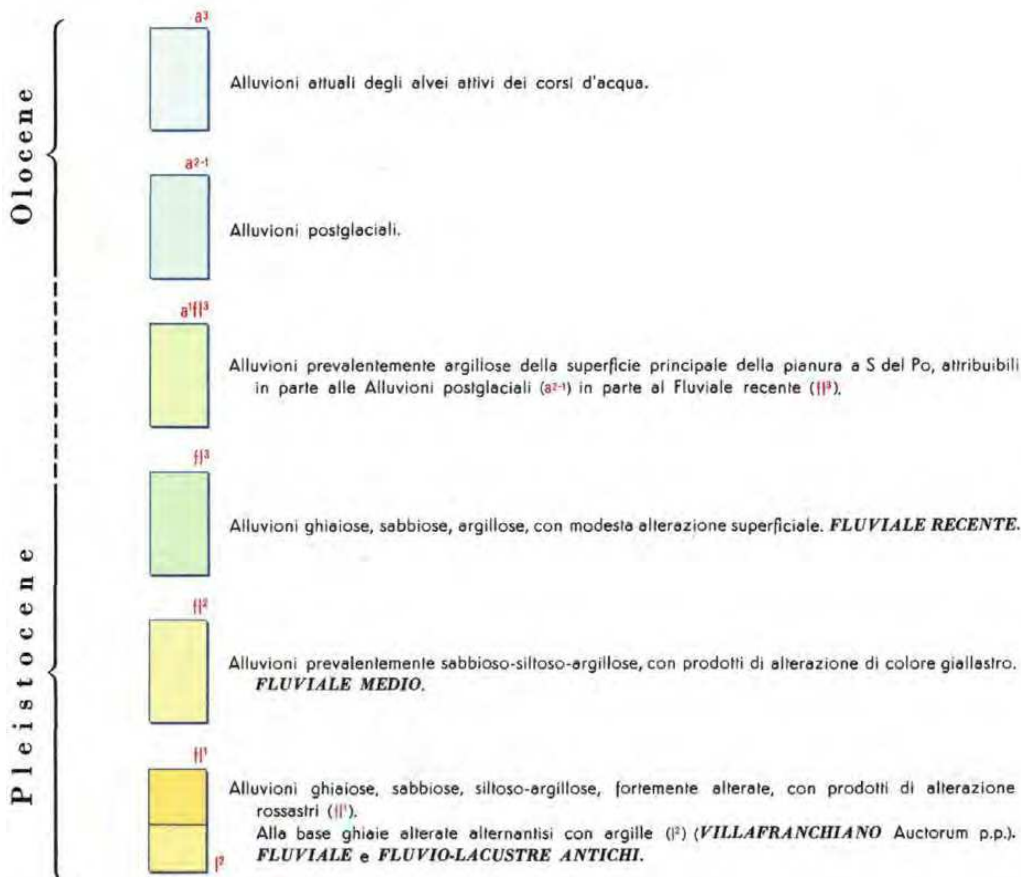 Olocene
a³
Alluvioni attuali degli alvei attivi dei corsi d'acqua.
a²⁻¹
Alluvioni postglaciali.
a¹fl³
Alluvioni prevalentemente argillose della superficie principale della pianura a S del Po, attribuibili
in parte alle Alluvioni postglaciali (a²⁻¹) in parte al Fluviale recente (fl³).
Pleistocene
fl³
Alluvioni ghiaiose, sabbiose, argillose, con modesta alterazione superficiale. FLUVIALE RECENTE.
fl²
Alluvioni prevalentemente sabbioso-siltoso-argillose, con prodotti di alterazione di colore giallastro.
FLUVIALE MEDIO.
fl¹
Alluvioni ghiaiose, sabbiose, siltoso-argillose, fortemente alterate, con prodotti di alterazione
rossastri (fl¹).
Alla base ghiaie alterate alternantisi con argille (l²) (VILLAFRANCHIANO Auctorum p.p.).
FLUVIALE e FLUVIO-LACUSTRE ANTICHI.
l²